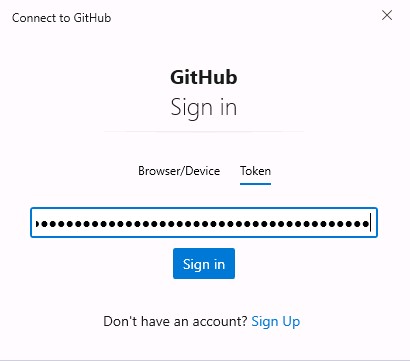 Connect to GitHub
GitHub
Sign in
Browser/Device Token
Sign in
Don't have an account? Sign Up